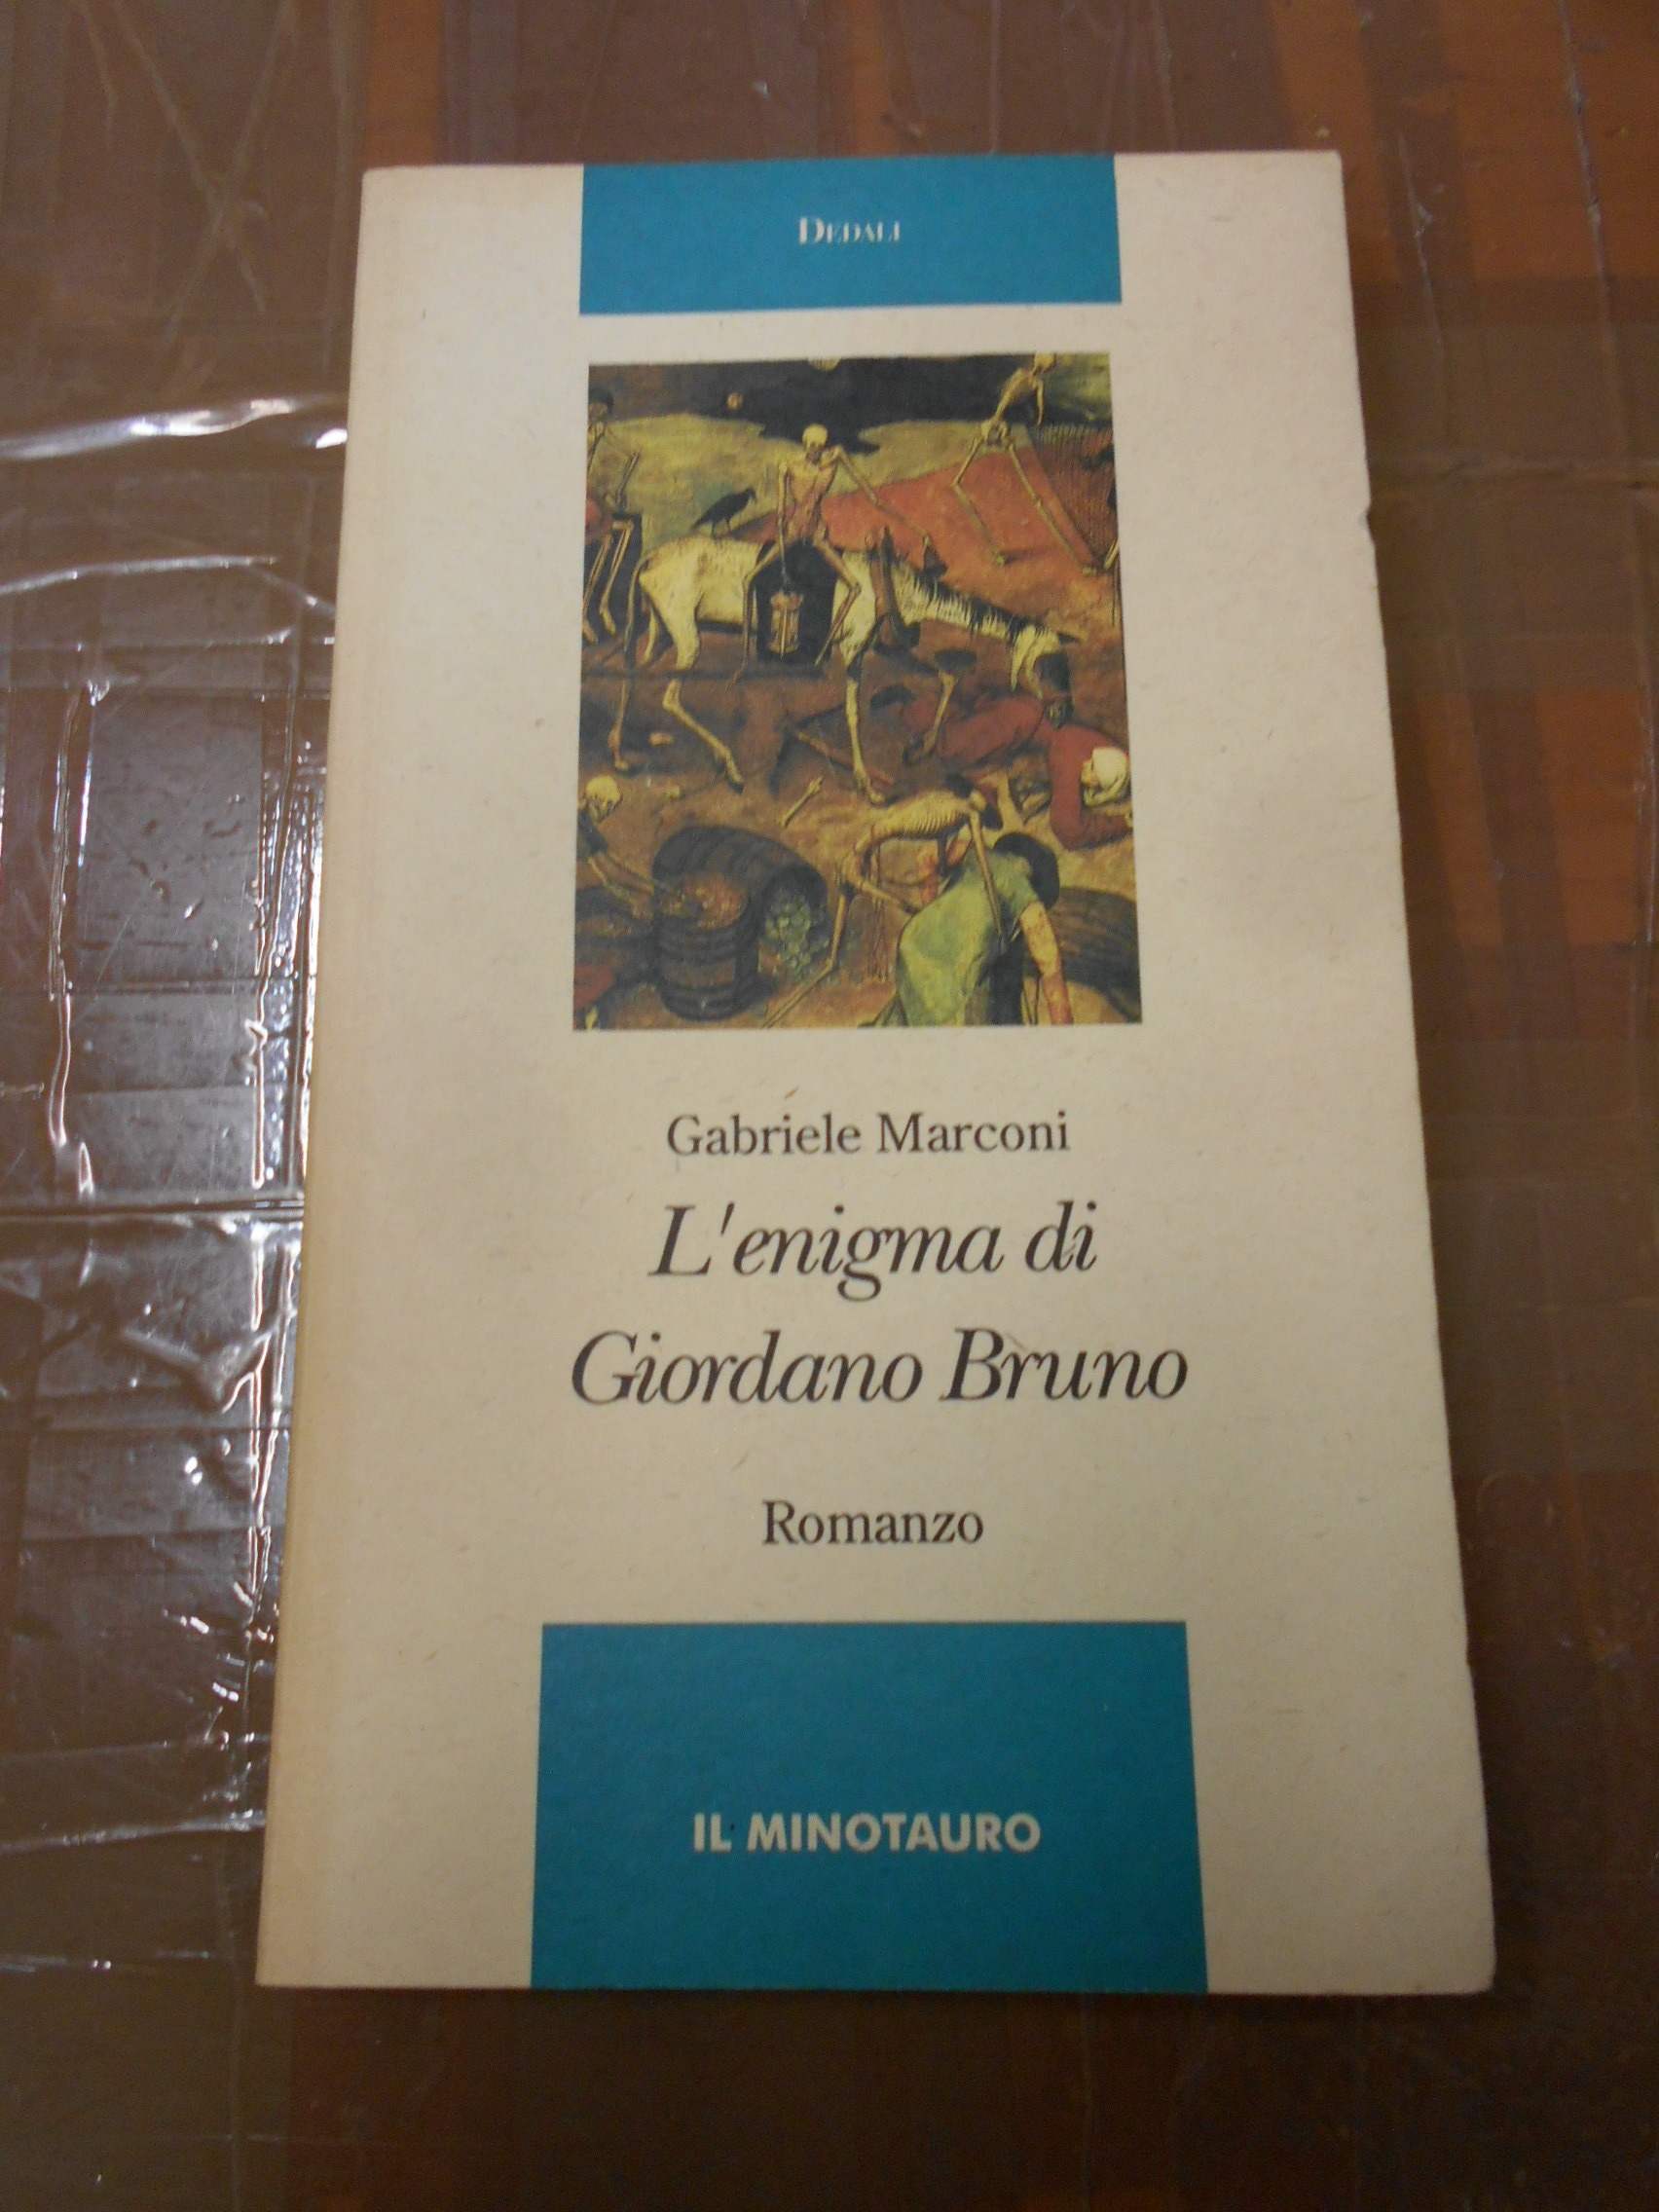 DEDALI
Gabriele Marconi
L'enigma di
Giordano Bruno
Romanzo
IL MINOTAURO